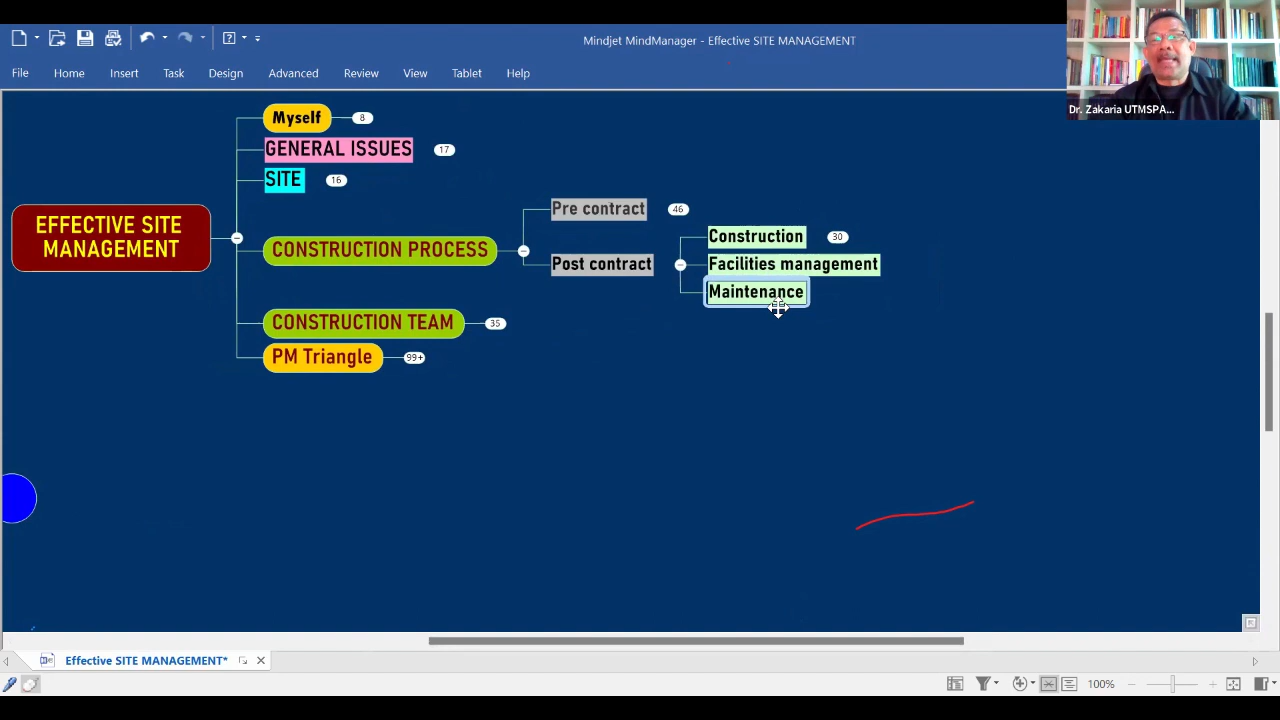 Mindjet MindManager - Effective SITE MANAGEMENT
File Home Insert Task Design Advanced Review View Tablet Help
Dr. Zakaria UTMSPA...
Myself 8
GENERAL ISSUES 17
SITE 16
EFFECTIVE SITE
MANAGEMENT
CONSTRUCTION PROCESS
Pre contract 46
Post contract
Construction 30
Facilities management
Maintenance
CONSTRUCTION TEAM 35
PM Triangle 99+
Effective SITE MANAGEMENT*
100%